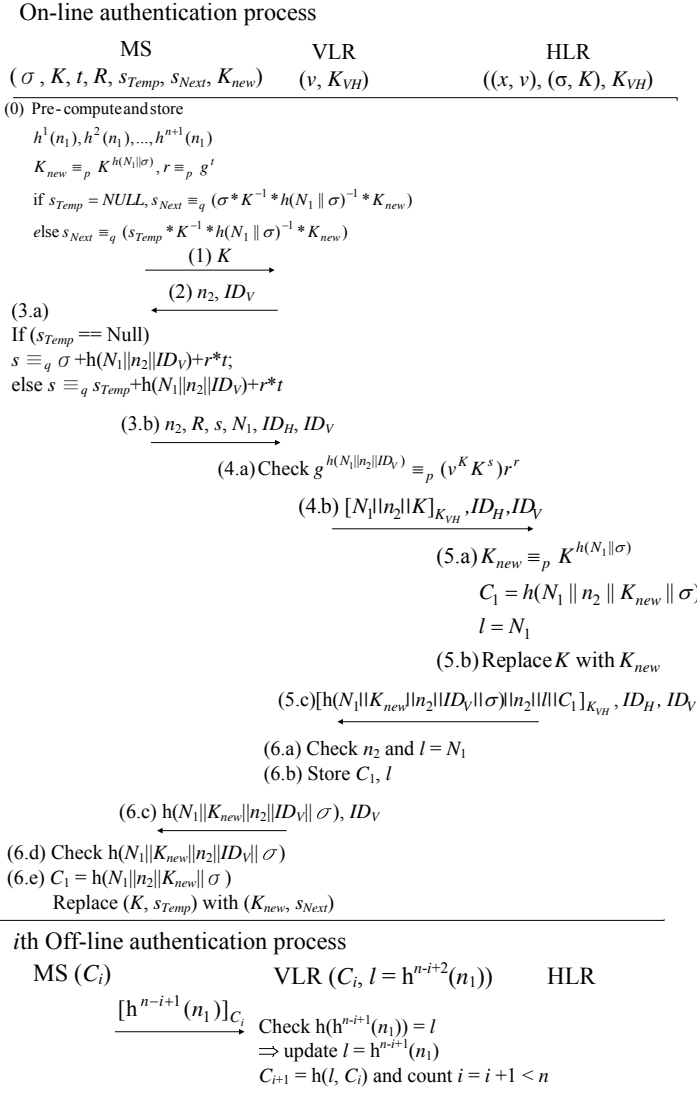 On-line authentication process
MS VLR HLR
(σ, K, t, R, s_Temp, s_Next, K_new) (v, K_VH) ((x, v), (σ, K), K_VH)
(0) Pre-compute and store
h^1(n_1), h^2(n_1), ..., h^{n+1}(n_1)
K_new ≡_p K^{h(N_1||σ)}, r ≡_p g^t
if s_Temp = NULL, s_Next ≡_q (σ * K^{-1} * h(N_1 || σ)^{-1} * K_new)
else s_Next ≡_q (s_Temp * K^{-1} * h(N_1 || σ)^{-1} * K_new)
(1) K
(2) n_2, ID_V
(3.a)
If (s_Temp == Null)
s ≡_q σ +h(N_1||n_2||ID_V)+r*t;
else s ≡_q s_Temp+h(N_1||n_2||ID_V)+r*t
(3.b) n_2, R, s, N_1, ID_H, ID_V
(4.a) Check g^{h(N_1||n_2||ID_V)} ≡_p (v^K K^s)r^r
(4.b) [N_1||n_2||K]_{K_VH}, ID_H, ID_V
(5.a) K_new ≡_p K^{h(N_1||σ)}
C_1 = h(N_1 || n_2 || K_new || σ)
l = N_1
(5.b) Replace K with K_new
(5.c)[h(N_1||K_new||n_2||ID_V||σ)||n_2||l||C_1]_{K_VH}, ID_H, ID_V
(6.a) Check n_2 and l = N_1
(6.b) Store C_1, l
(6.c) h(N_1||K_new||n_2||ID_V|| σ), ID_V
(6.d) Check h(N_1||K_new||n_2||ID_V|| σ)
(6.e) C_1 = h(N_1||n_2||K_new|| σ )
Replace (K, s_Temp) with (K_new, s_Next)
ith Off-line authentication process
MS (C_i) VLR (C_i, l = h^{n-i+2}(n_1)) HLR
[h^{n-i+1}(n_1)]_{C_i}
Check h(h^{n-i+1}(n_1)) = l
⇒ update l = h^{n-i+1}(n_1)
C_{i+1} = h(l, C_i) and count i = i +1 < n